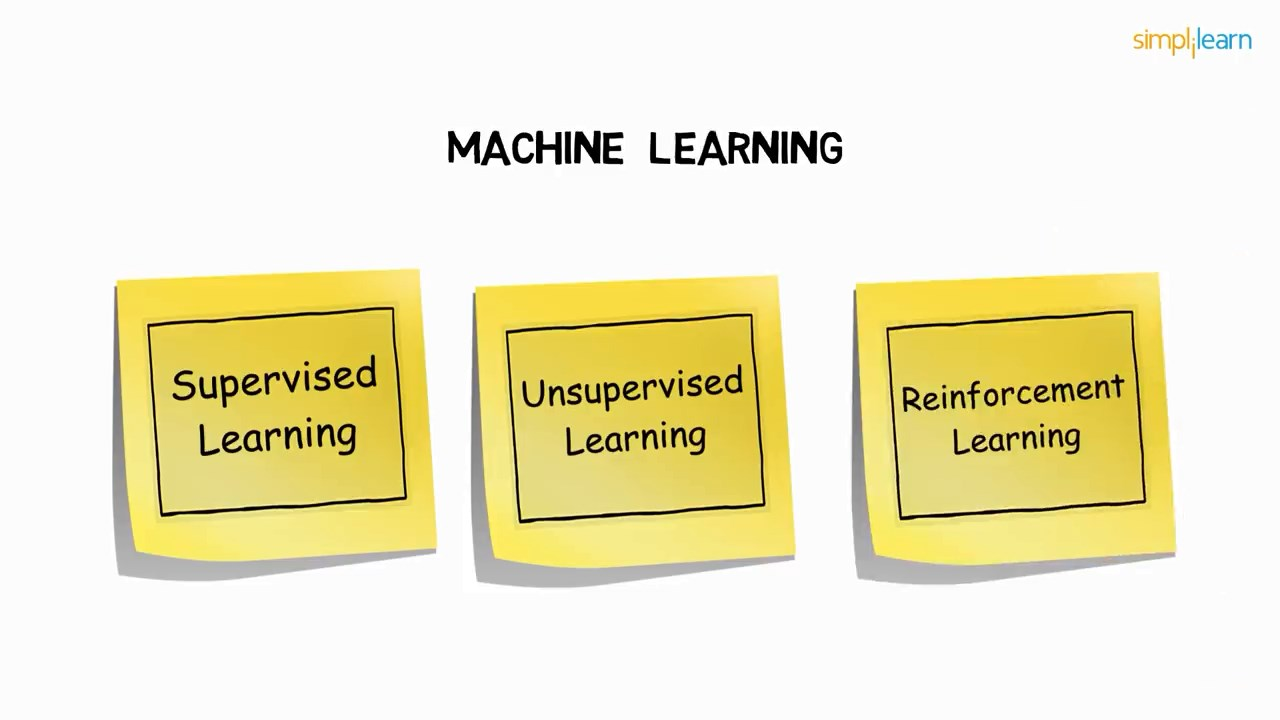 simplilearn
MACHINE LEARNING
Supervised
Learning
Unsupervised
Learning
Reinforcement
Learning